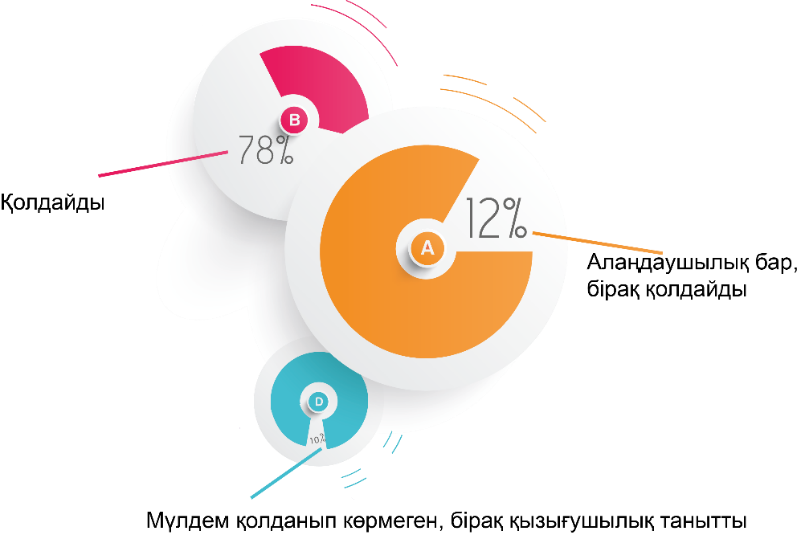 B
78%
Қолдайды
12%
A
Алаңдаушылық бар,
бірақ қолдайды
D
10%
Мүлдем қолданып көрмеген, бірақ қызығушылық танытты